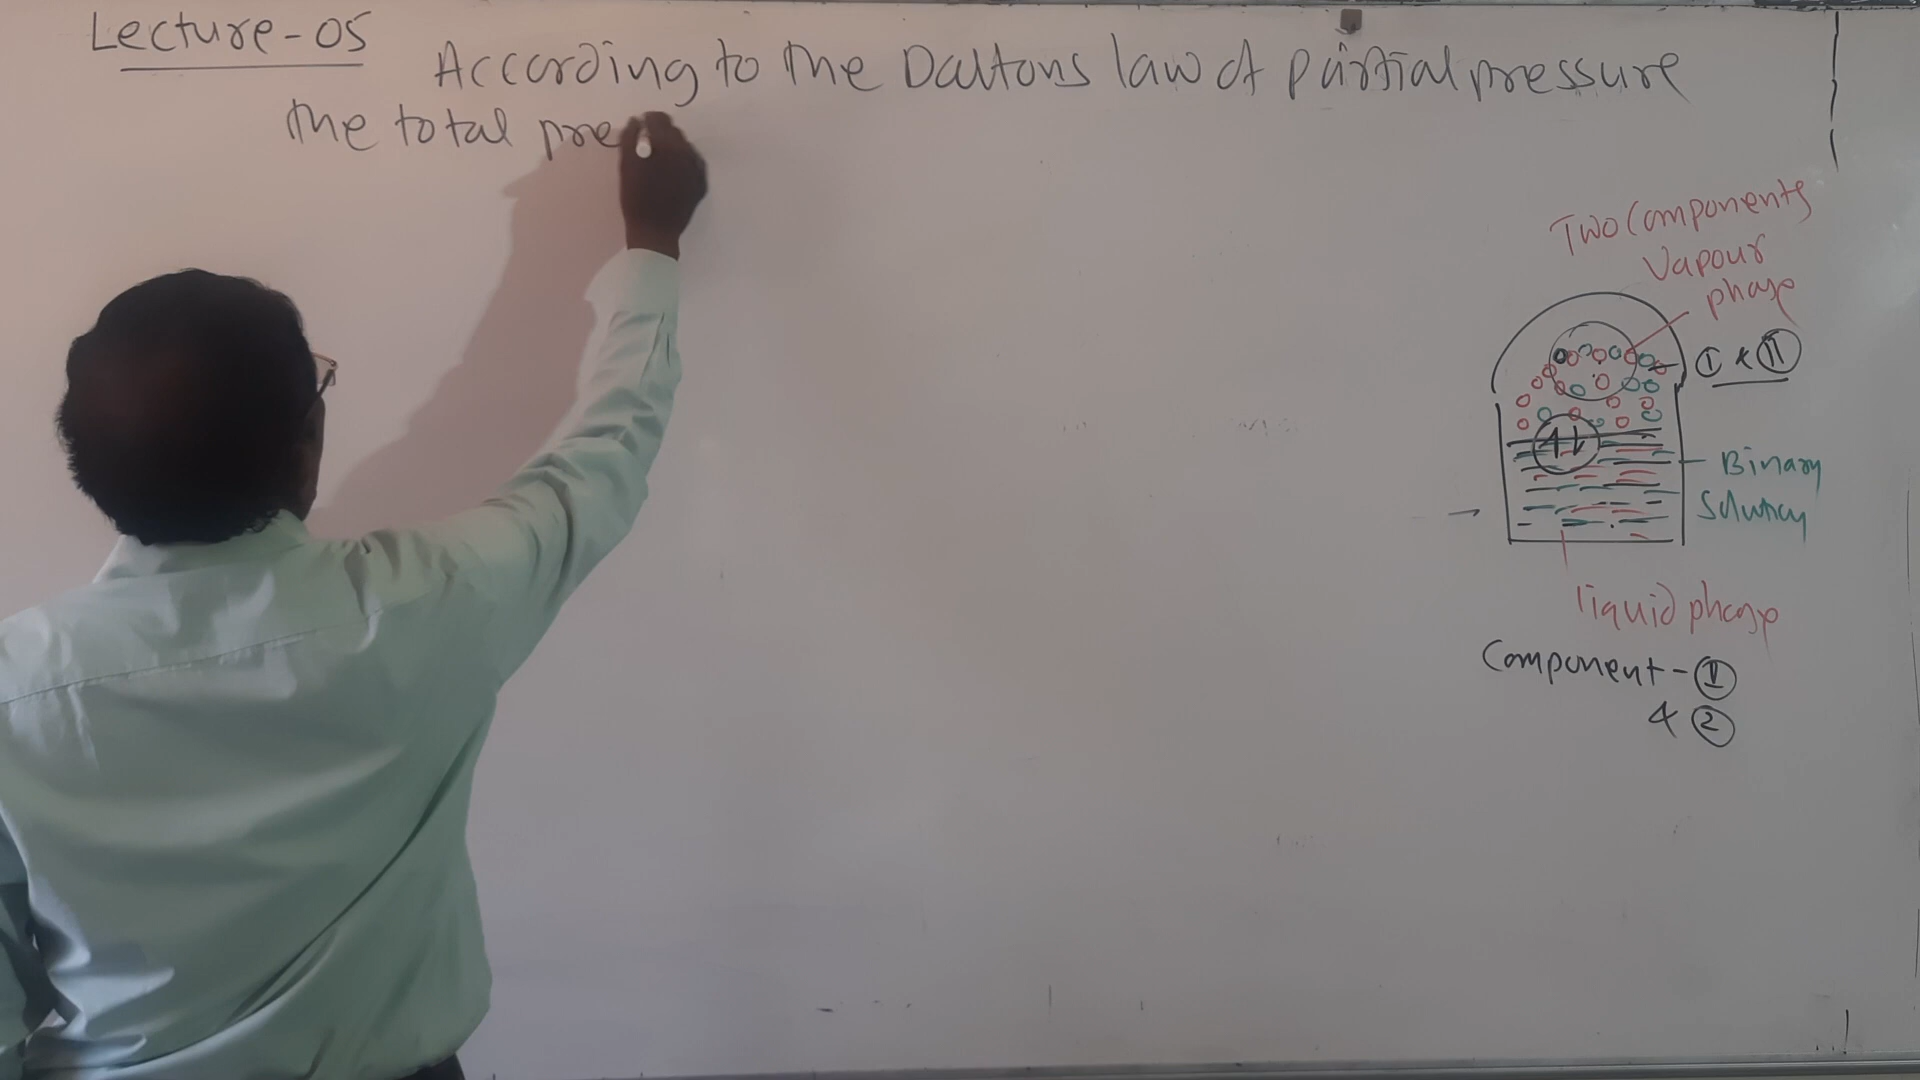 Lecture-05
According to the Daltons law of partial pressure
the total pre
Two Components
Vapour
phase
I & II
Binary
Solution
liquid phase
Component - I
& 2